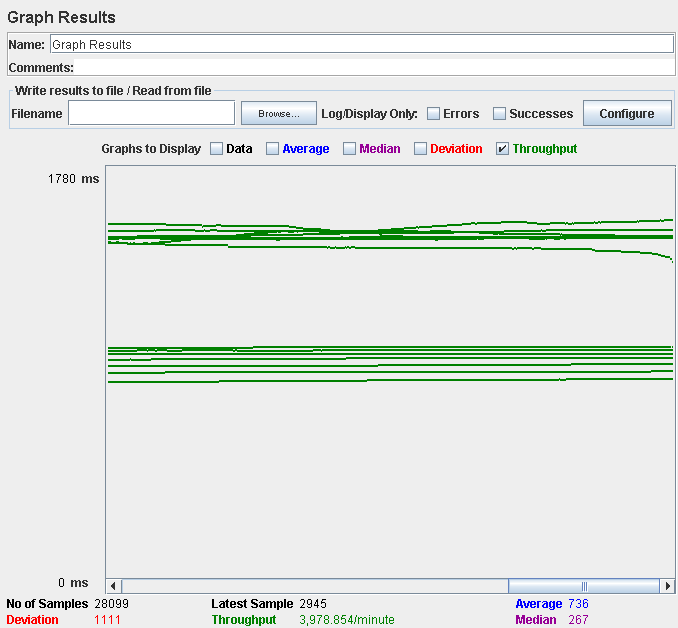 Graph Results
Name: Graph Results
Comments:
Write results to file / Read from file
Filename Browse... Log/Display Only: Errors Successes Configure
Graphs to Display Data Average Median Deviation Throughput
1780 ms
0 ms
No of Samples 28099 Latest Sample 2945 Average 736
Deviation 1111 Throughput 3,978.854/minute Median 267